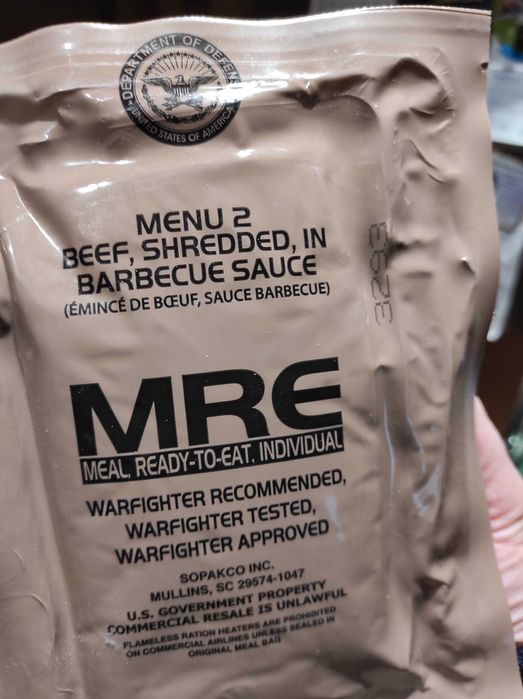 DEPARTMENT OF DEFENSE
UNITED STATES OF AMERICA
MENU 2
BEEF, SHREDDED, IN
BARBECUE SAUCE
(ÉMINCÉ DE BŒUF, SAUCE BARBECUE)
3293
MRE
MEAL, READY-TO-EAT, INDIVIDUAL
WARFIGHTER RECOMMENDED,
WARFIGHTER TESTED,
WARFIGHTER APPROVED
SOPAKCO INC.
MULLINS, SC 29574-1047
U.S. GOVERNMENT PROPERTY
COMMERCIAL RESALE IS UNLAWFUL
FLAMELESS RATION HEATERS ARE PROHIBITED
ON COMMERCIAL AIRLINES UNLESS SEALED IN
ORIGINAL MEAL BAG